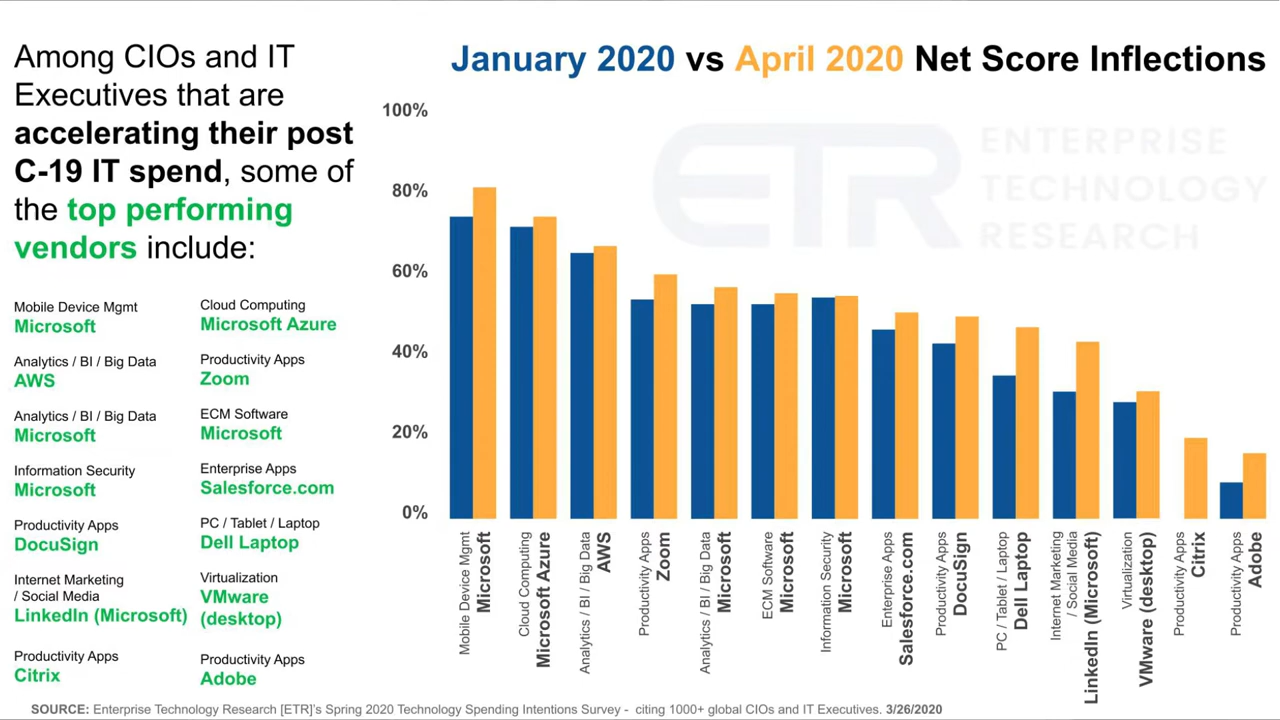 Among CIOs and IT
Executives that are
accelerating their post
C-19 IT spend, some of
the top performing
vendors include:
Mobile Device Mgmt
Microsoft
Cloud Computing
Microsoft Azure
Analytics / BI / Big Data
AWS
Productivity Apps
Zoom
Analytics / BI / Big Data
Microsoft
ECM Software
Microsoft
Information Security
Microsoft
Enterprise Apps
Salesforce.com
Productivity Apps
DocuSign
PC / Tablet / Laptop
Dell Laptop
Internet Marketing
/ Social Media
LinkedIn (Microsoft)
Virtualization
VMware
(desktop)
Productivity Apps
Citrix
Productivity Apps
Adobe
January 2020 vs April 2020 Net Score Inflections
ETR
ENTERPRISE
TECHNOLOGY
RESEARCH
100%
80%
60%
40%
20%
0%
Mobile Device Mgmt
Microsoft
Cloud Computing
Microsoft Azure
Analytics / BI / Big Data
AWS
Productivity Apps
Zoom
Analytics / BI / Big Data
Microsoft
ECM Software
Microsoft
Information Security
Microsoft
Enterprise Apps
Salesforce.com
Productivity Apps
DocuSign
PC / Tablet / Laptop
Dell Laptop
Internet Marketing
/ Social Media
LinkedIn (Microsoft)
Virtualization
VMware (desktop)
Productivity Apps
Citrix
Productivity Apps
Adobe
SOURCE: Enterprise Technology Research [ETR]'s Spring 2020 Technology Spending Intentions Survey - citing 1000+ global CIOs and IT Executives. 3/26/2020